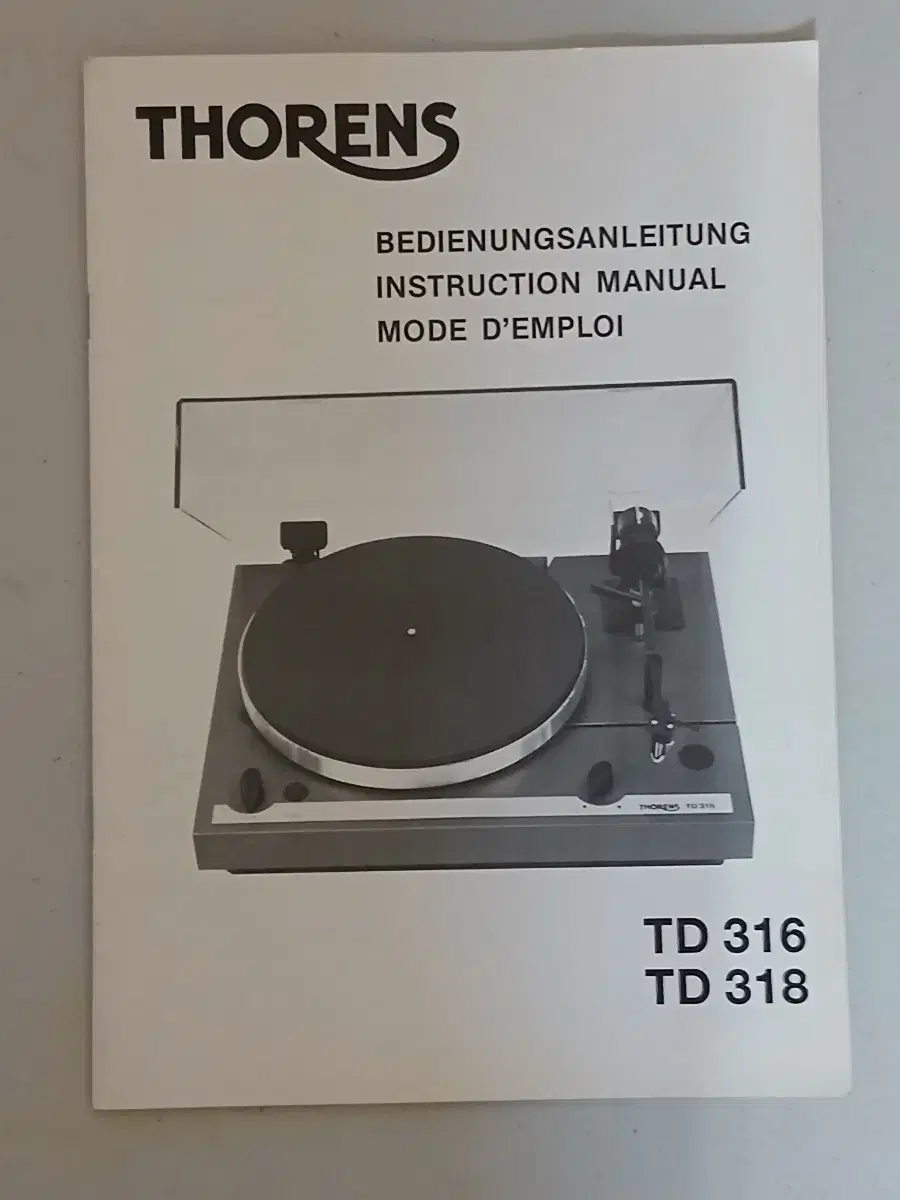 THORENS
BEDIENUNGSANLEITUNG
INSTRUCTION MANUAL
MODE D'EMPLOI
THORENS
TD 316
TD 318